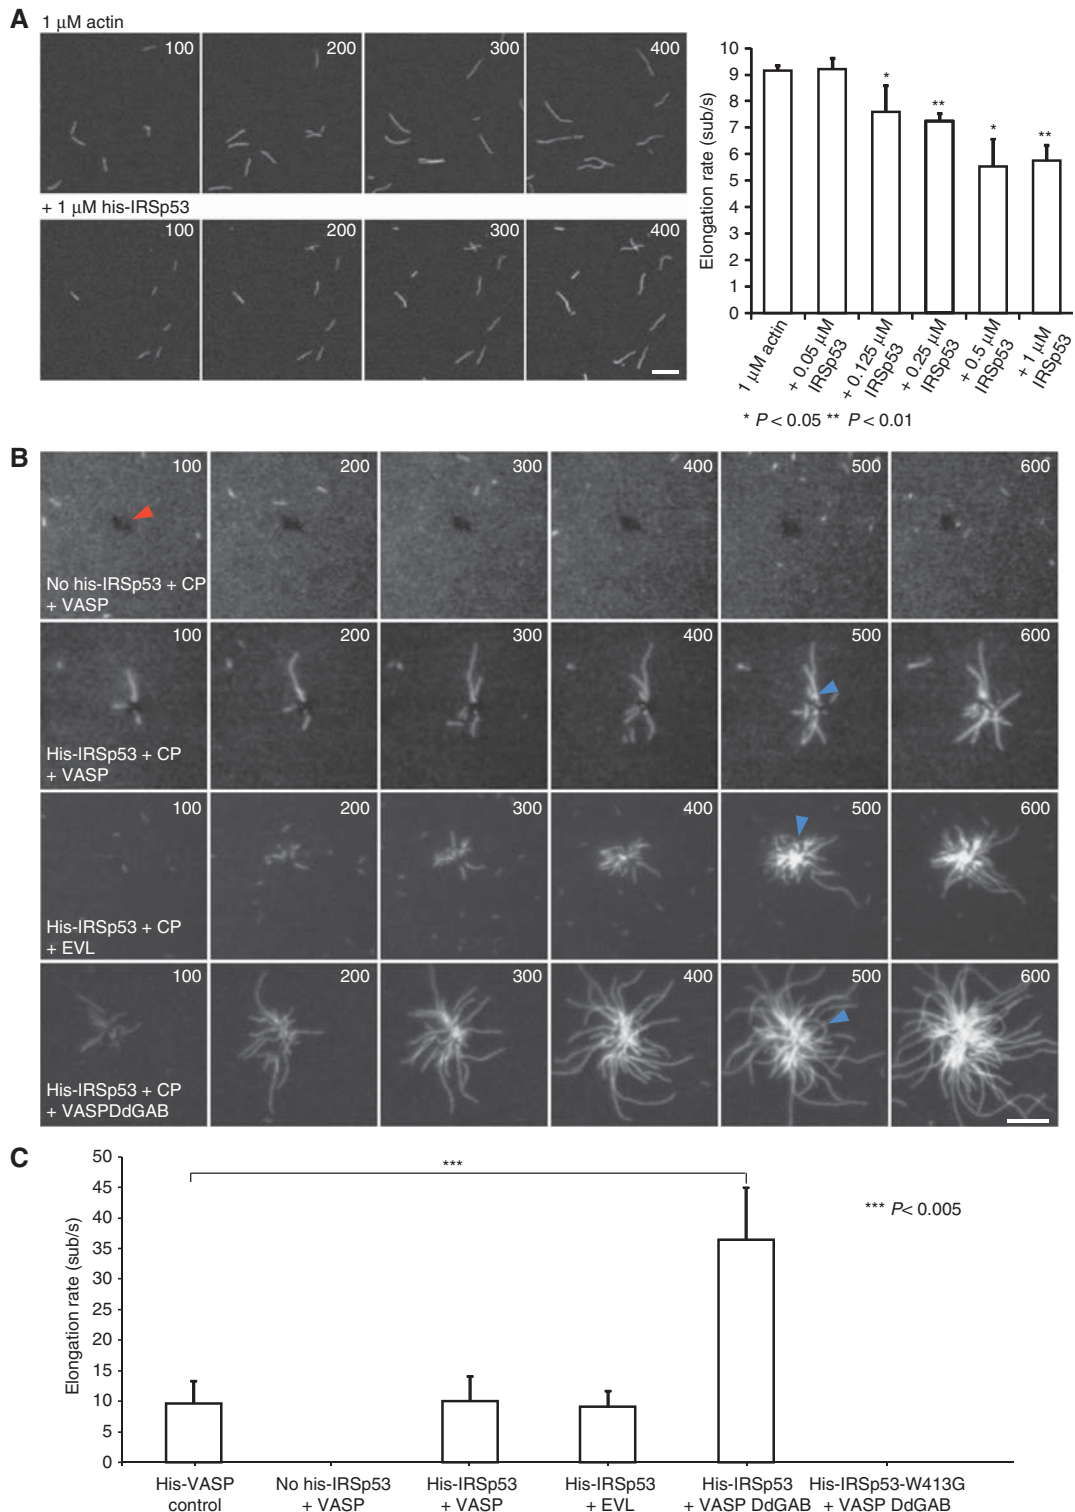 A
1 µM actin
100
200
300
400
+ 1 µM his-IRSp53
100
200
300
400
Elongation rate (sub/s)
10
9
8
7
6
5
4
3
2
1
0
*
**
*
**
1 µM actin
+ 0.05 µM
IRSp53
+ 0.125 µM
IRSp53
+ 0.25 µM
IRSp53
+ 0.5 µM
IRSp53
+ 1 µM
IRSp53
* P < 0.05 ** P < 0.01
B
100
200
300
400
500
600
No his-IRSp53 + CP
+ VASP
100
200
300
400
500
600
His-IRSp53 + CP
+ VASP
100
200
300
400
500
600
His-IRSp53 + CP
+ EVL
100
200
300
400
500
600
His-IRSp53 + CP
+ VASPDdGAB
C
Elongation rate (sub/s)
50
45
40
35
30
25
20
15
10
5
0
***
*** P< 0.005
His-VASP
control
No his-IRSp53
+ VASP
His-IRSp53
+ VASP
His-IRSp53
+ EVL
His-IRSp53
+ VASP DdGAB
His-IRSp53-W413G
+ VASP DdGAB